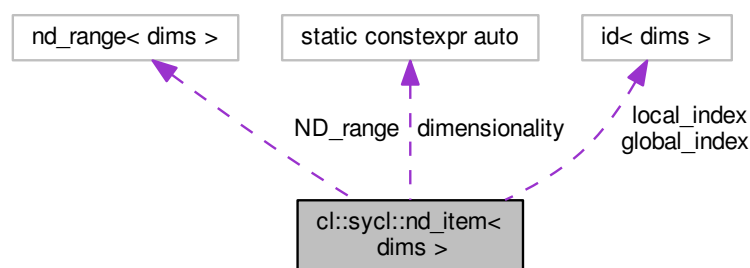 nd_range< dims >
static constexpr auto
id< dims >
ND_range
dimensionality
local_index
global_index
cl::sycl::nd_item<
dims >